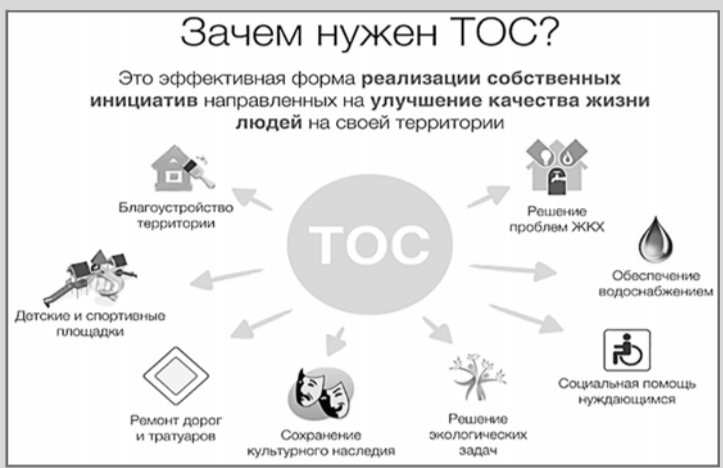 Зачем нужен ТОС?
Это эффективная форма реализации собственных
инициатив направленных на улучшение качества жизни
людей на своей территории
Благоустройство
территории
Решение
проблем ЖКХ
ТОС
Обеспечение
водоснабжением
Детские и спортивные
площадки
Социальная помощь
нуждающимся
Ремонт дорог
и тратуаров
Сохранение
культурного наследия
Решение
экологических
задач